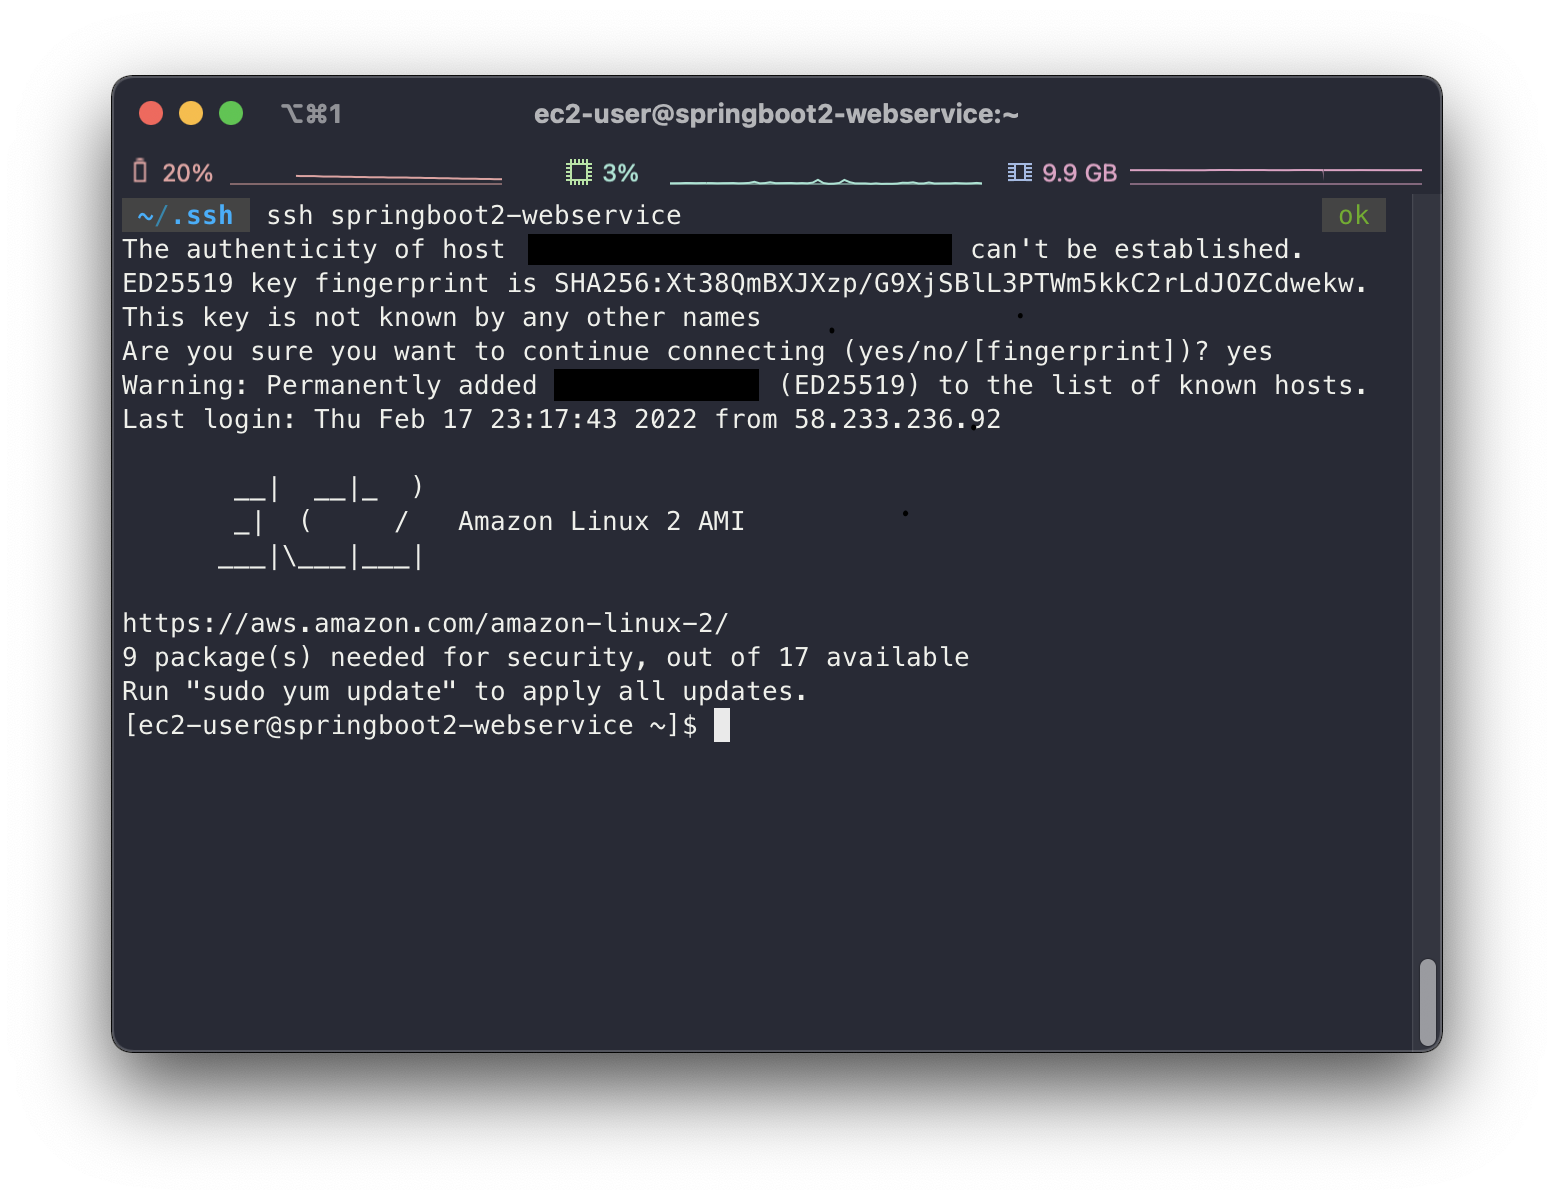 ⌥⌘1 ec2-user@springboot2-webservice:~
20% 3% 9.9 GB
~/.ssh ssh springboot2-webservice ok
The authenticity of host can't be established.
ED25519 key fingerprint is SHA256:Xt38QmBXJXzp/G9XjSBlL3PTWm5kkC2rLdJOZCdwekw.
This key is not known by any other names
Are you sure you want to continue connecting (yes/no/[fingerprint])? yes
Warning: Permanently added (ED25519) to the list of known hosts.
Last login: Thu Feb 17 23:17:43 2022 from 58.233.236.92
       __|  __|_  )
       _|  (     /   Amazon Linux 2 AMI
      ___|\___|___|
https://aws.amazon.com/amazon-linux-2/
9 package(s) needed for security, out of 17 available
Run "sudo yum update" to apply all updates.
[ec2-user@springboot2-webservice ~]$